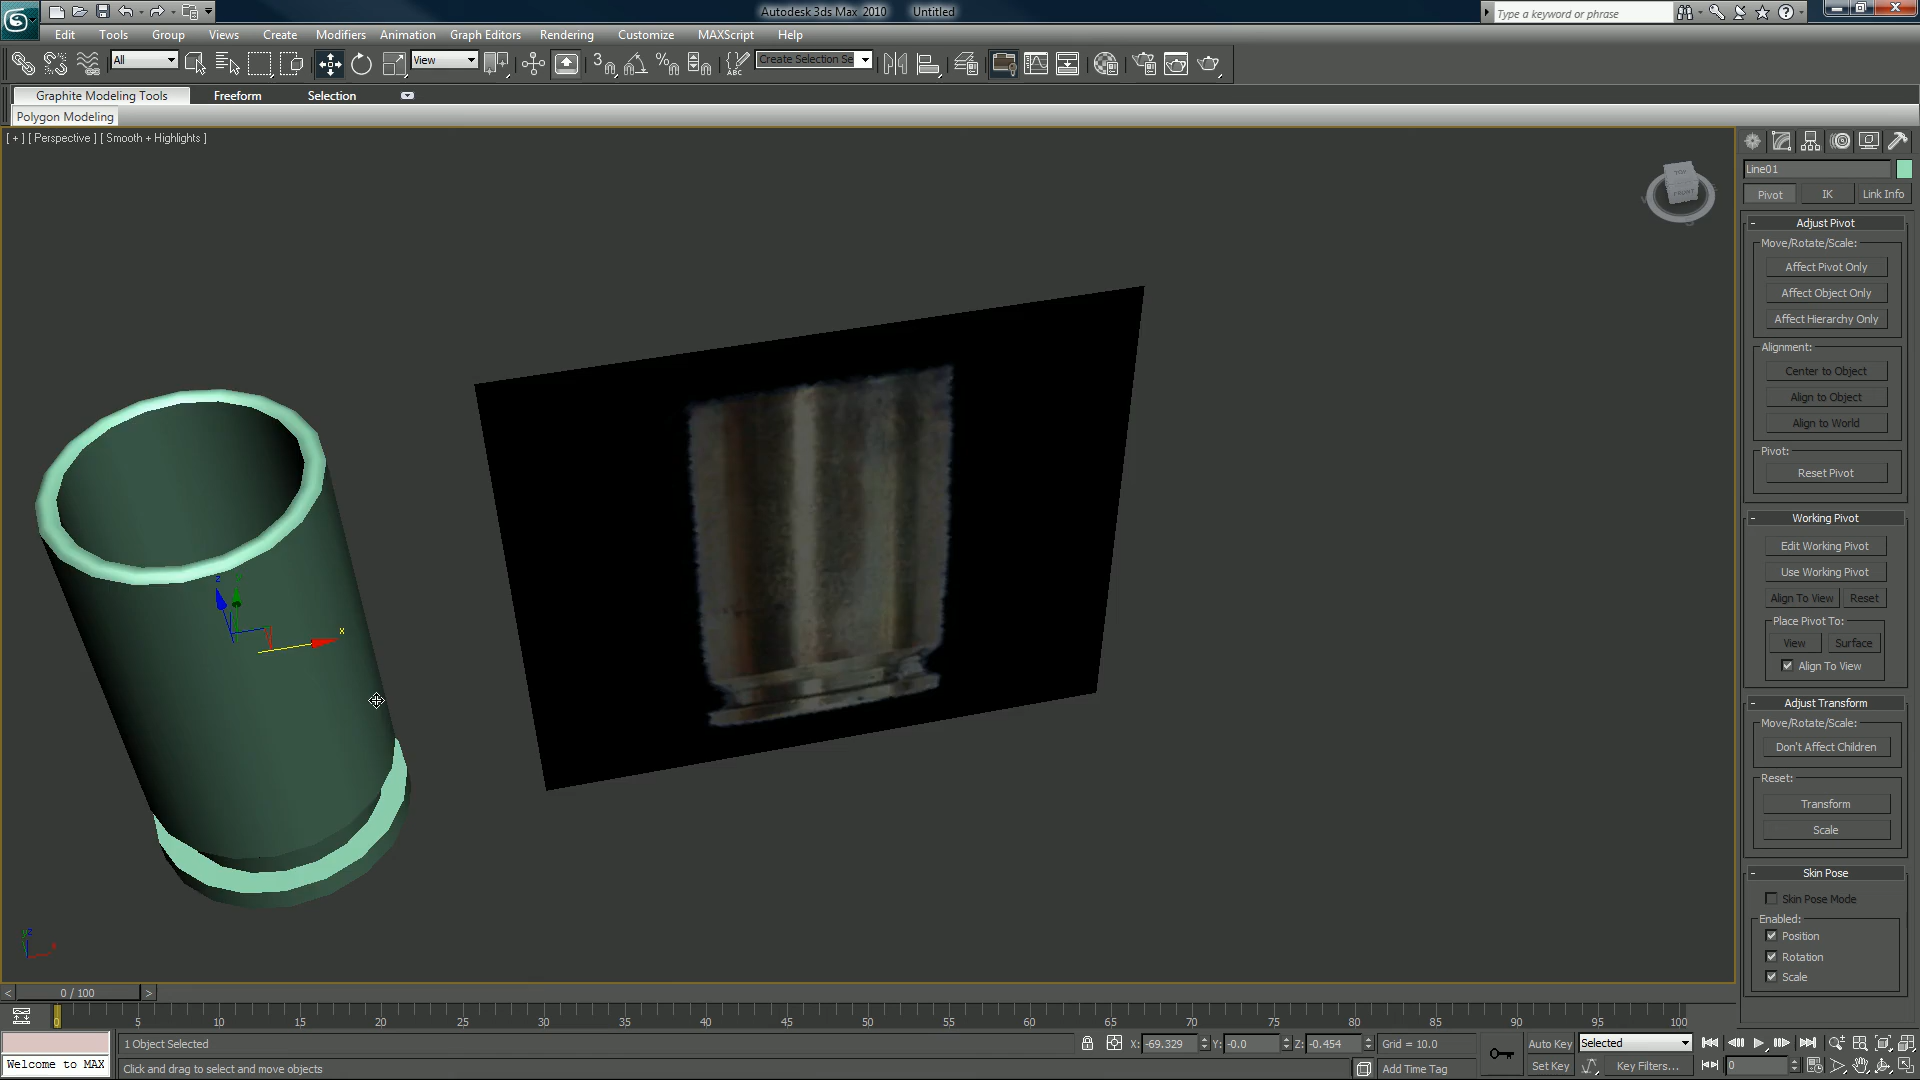 Autodesk 3ds Max 2010 Untitled
Type a keyword or phrase
Edit Tools Group Views Create Modifiers Animation Graph Editors Rendering Customize MAXScript Help
All View Create Selection Se
Graphite Modeling Tools Freeform Selection
Polygon Modeling
[ + ] [ Perspective ] [ Smooth + Highlights ]
TOP
FRONT
Line01
Pivot IK Link Info
- Adjust Pivot
Move/Rotate/Scale:
Affect Pivot Only
Affect Object Only
Affect Hierarchy Only
Alignment:
Center to Object
Align to Object
Align to World
Pivot:
Reset Pivot
- Working Pivot
Edit Working Pivot
Use Working Pivot
Align To View Reset
Place Pivot To:
View Surface
Align To View
- Adjust Transform
Move/Rotate/Scale:
Don't Affect Children
Reset:
Transform
Scale
- Skin Pose
Skin Pose Mode
Enabled:
Position
Rotation
Scale
z
x
< 0 / 100 >
0 5 10 15 20 25 30 35 40 45 50 55 60 65 70 75 80 85 90 95 100
1 Object Selected X: -69.329 Y: -0.0 Z: -0.454 Grid = 10.0 Auto Key Selected
Welcome to MAX Click and drag to select and move objects Add Time Tag Set Key Key Filters... 0